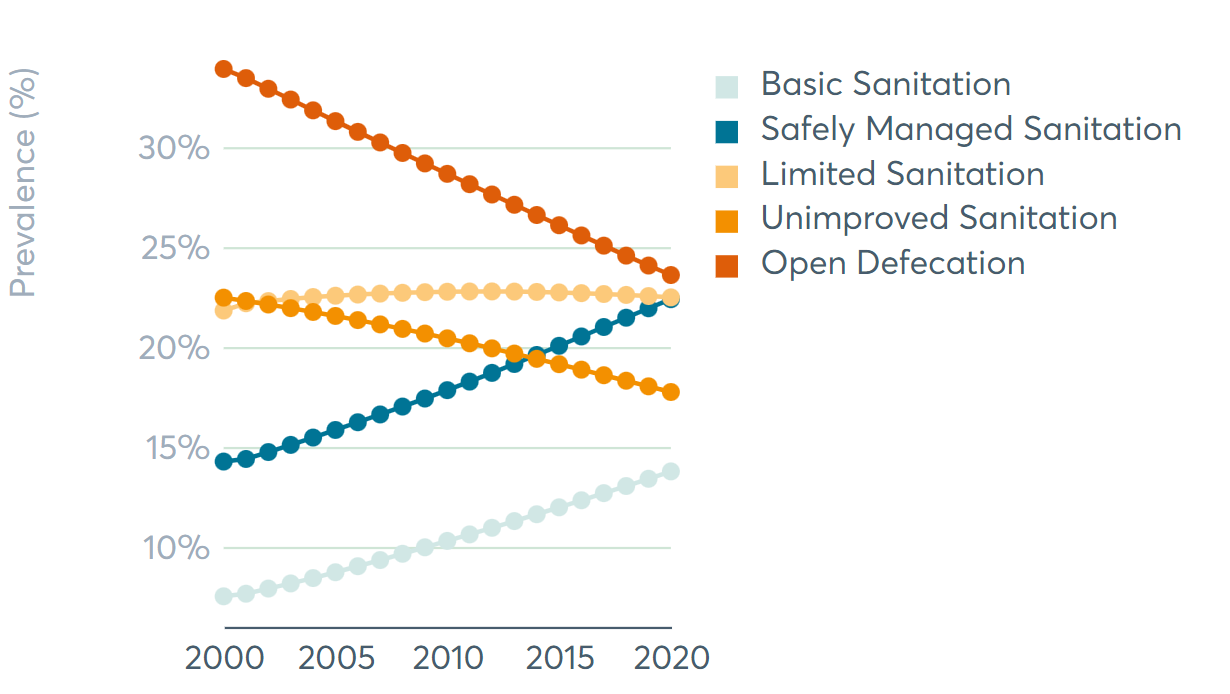 Prevalence (%)
30%
25%
20%
15%
10%
2000 2005 2010 2015 2020
Basic Sanitation
Safely Managed Sanitation
Limited Sanitation
Unimproved Sanitation
Open Defecation